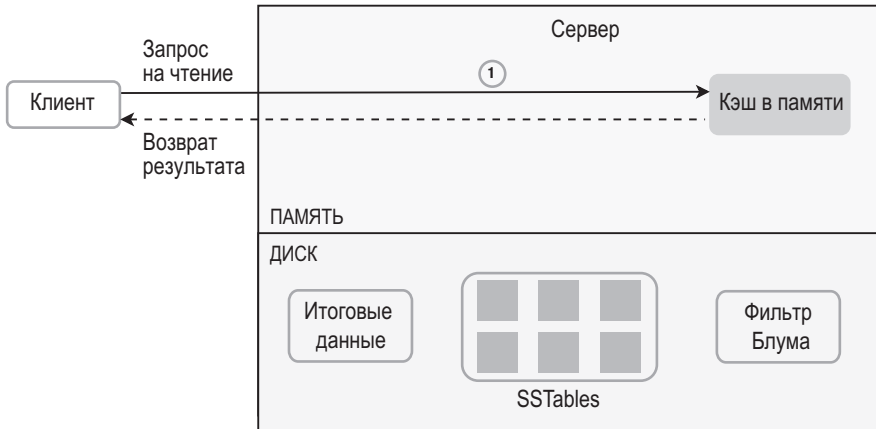 Сервер
Запрос
на чтение
1
Клиент
Кэш в памяти
Возврат
результата
ПАМЯТЬ
ДИСК
Итоговые
данные
Фильтр
Блума
SSTables